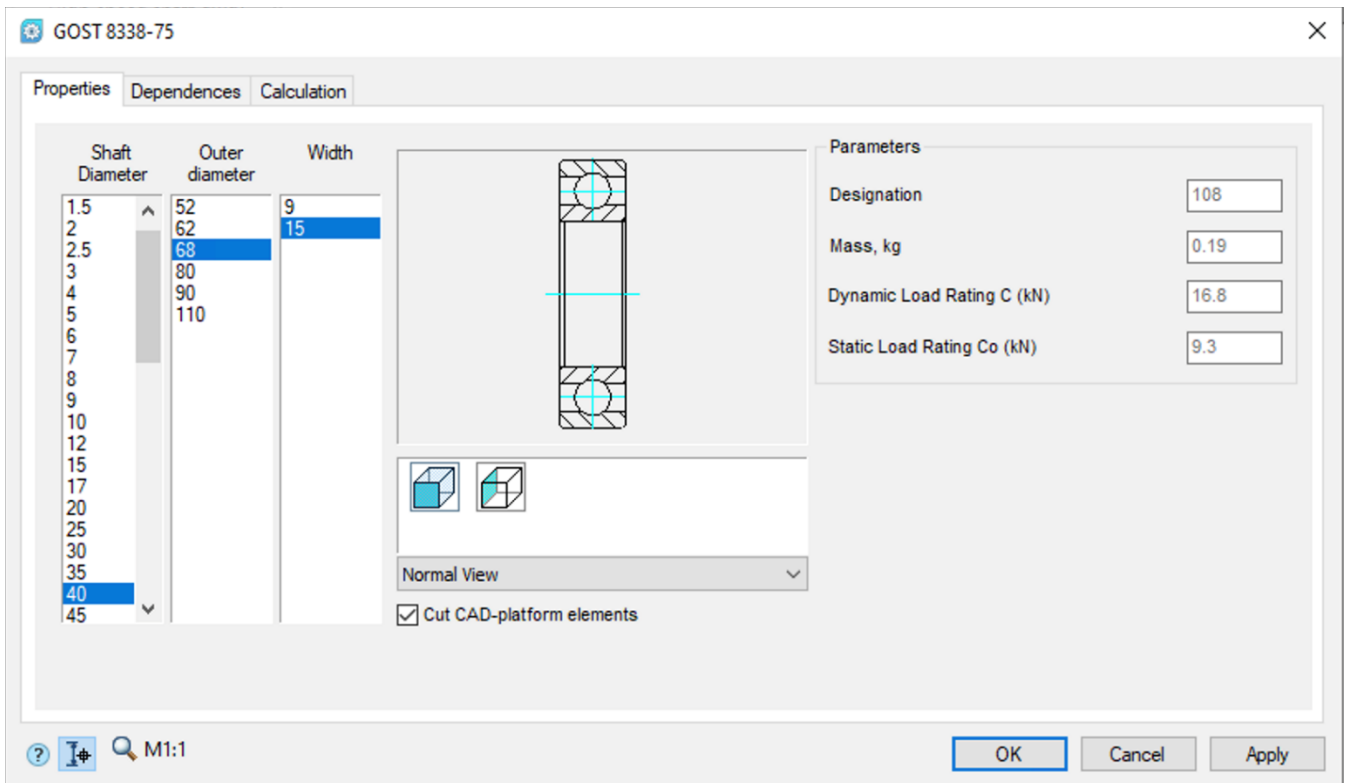 GOST 8338-75
Properties
Dependences
Calculation
Shaft
Diameter
Outer
diameter
Width
1.5
2
2.5
3
4
5
6
7
8
9
10
12
15
17
20
25
30
35
40
45
52
62
68
80
90
110
9
15
Normal View
Cut CAD-platform elements
Parameters
Designation 108
Mass, kg 0.19
Dynamic Load Rating C (kN) 16.8
Static Load Rating Co (kN) 9.3
? M1:1
OK
Cancel
Apply